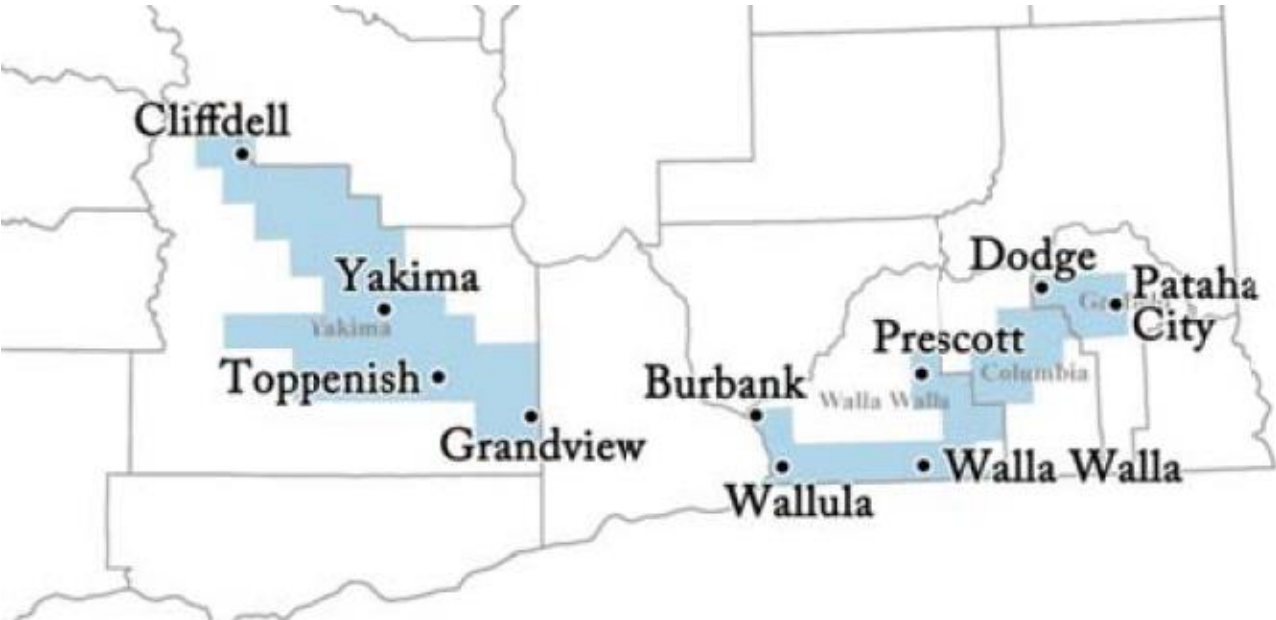 Cliffdell
Yakima
Yakima
Toppenish
Grandview
Dodge
Pataha
City
Prescott
Columbia
Burbank
Walla Walla
Walla Walla
Wallula